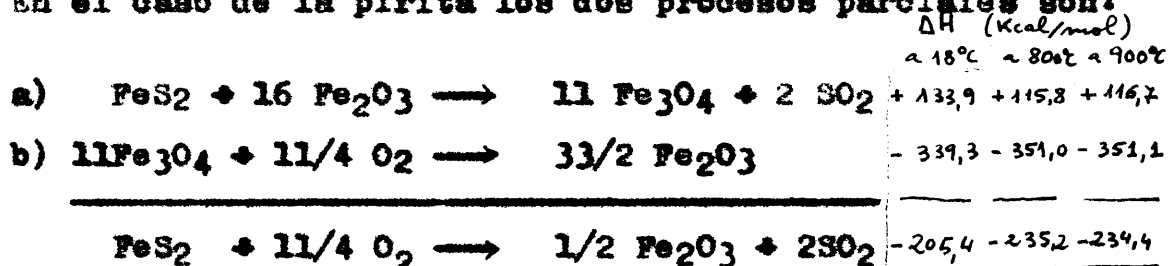 En el caso de la pirita los dos procesos parciales son:
ΔH (Kcal/mol)
a 18°C a 800°C a 900°C
a) FeS2 + 16 Fe2O3 ⟶ 11 Fe3O4 + 2 SO2 + 133,9 + 115,8 + 116,7
b) 11Fe3O4 + 11/4 O2 ⟶ 33/2 Fe2O3 - 339,3 - 351,0 - 351,1
FeS2 + 11/4 O2 ⟶ 1/2 Fe2O3 + 2SO2 - 205,4 - 235,2 - 234,4